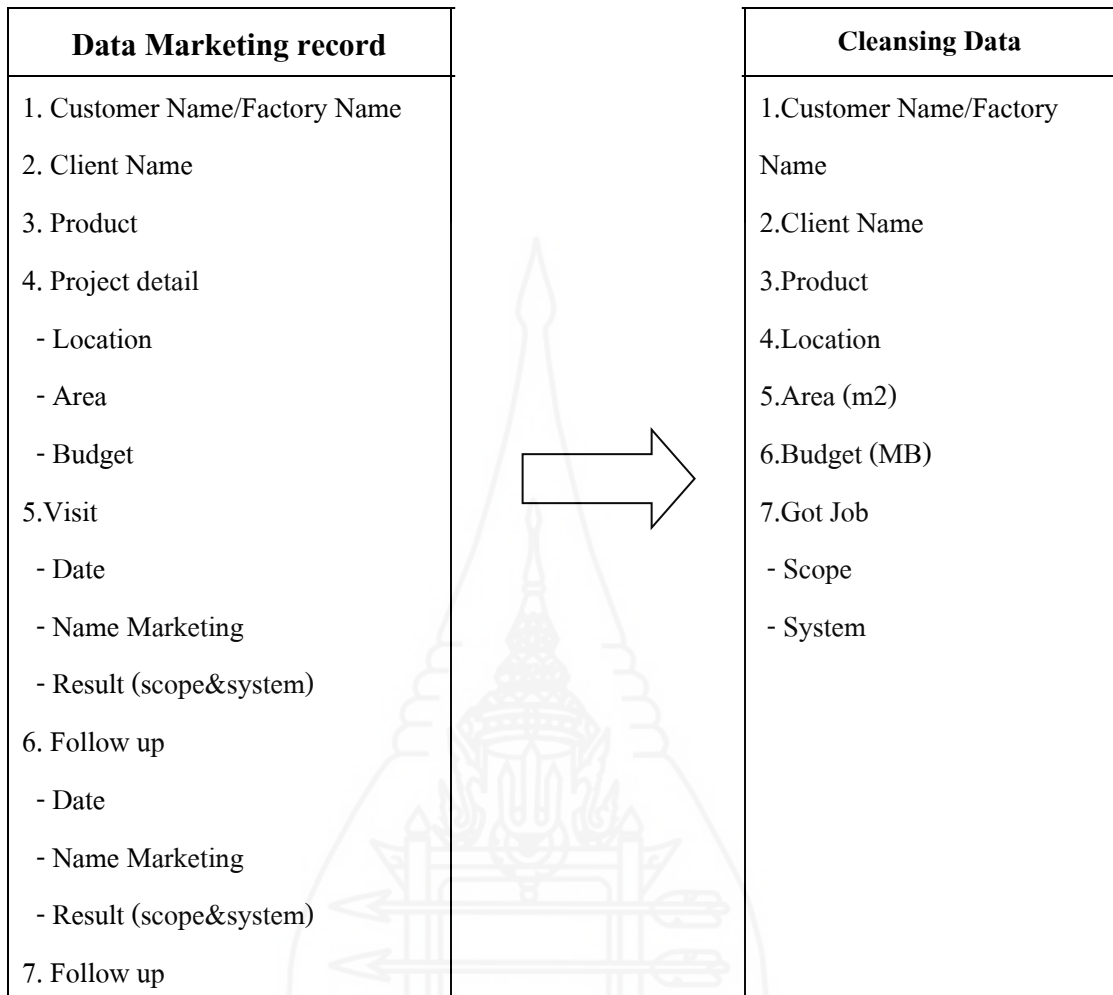 Data Marketing record
1. Customer Name/Factory Name
2. Client Name
3. Product
4. Project detail
- Location
- Area
- Budget
5.Visit
- Date
- Name Marketing
- Result (scope&system)
6. Follow up
- Date
- Name Marketing
- Result (scope&system)
7. Follow up
Cleansing Data
1.Customer Name/Factory
Name
2.Client Name
3.Product
4.Location
5.Area (m2)
6.Budget (MB)
7.Got Job
- Scope
- System